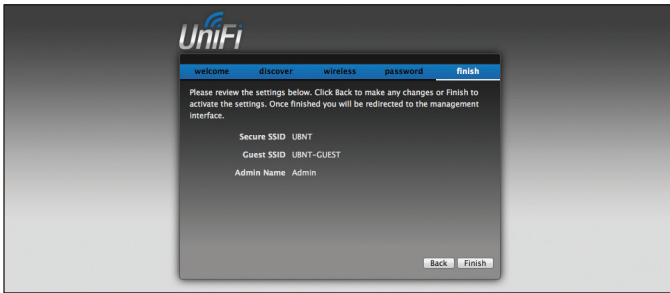 UniFi
welcome discover wireless password finish
Please review the settings below. Click Back to make any changes or Finish to
activate the settings. Once finished you will be redirected to the management
interface.
Secure SSID UBNT
Guest SSID UBNT-GUEST
Admin Name Admin
Back Finish